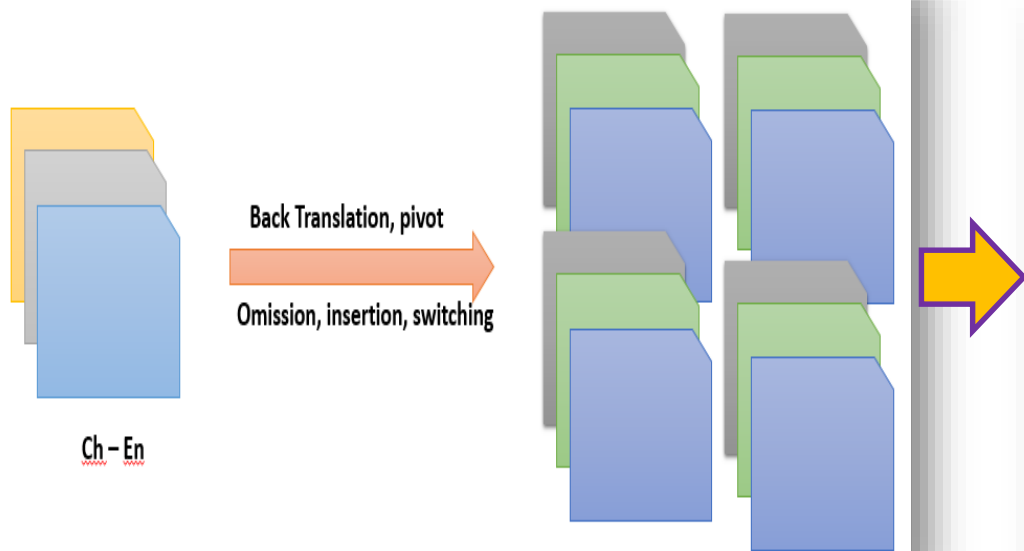 Back Translation, pivot
Omission, insertion, switching
Ch – En